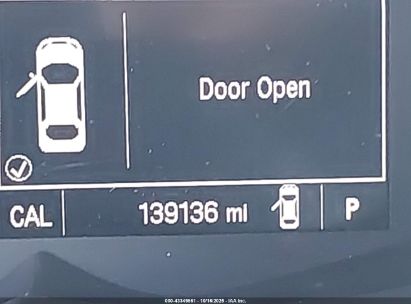 Door Open
CAL 139136 mi P